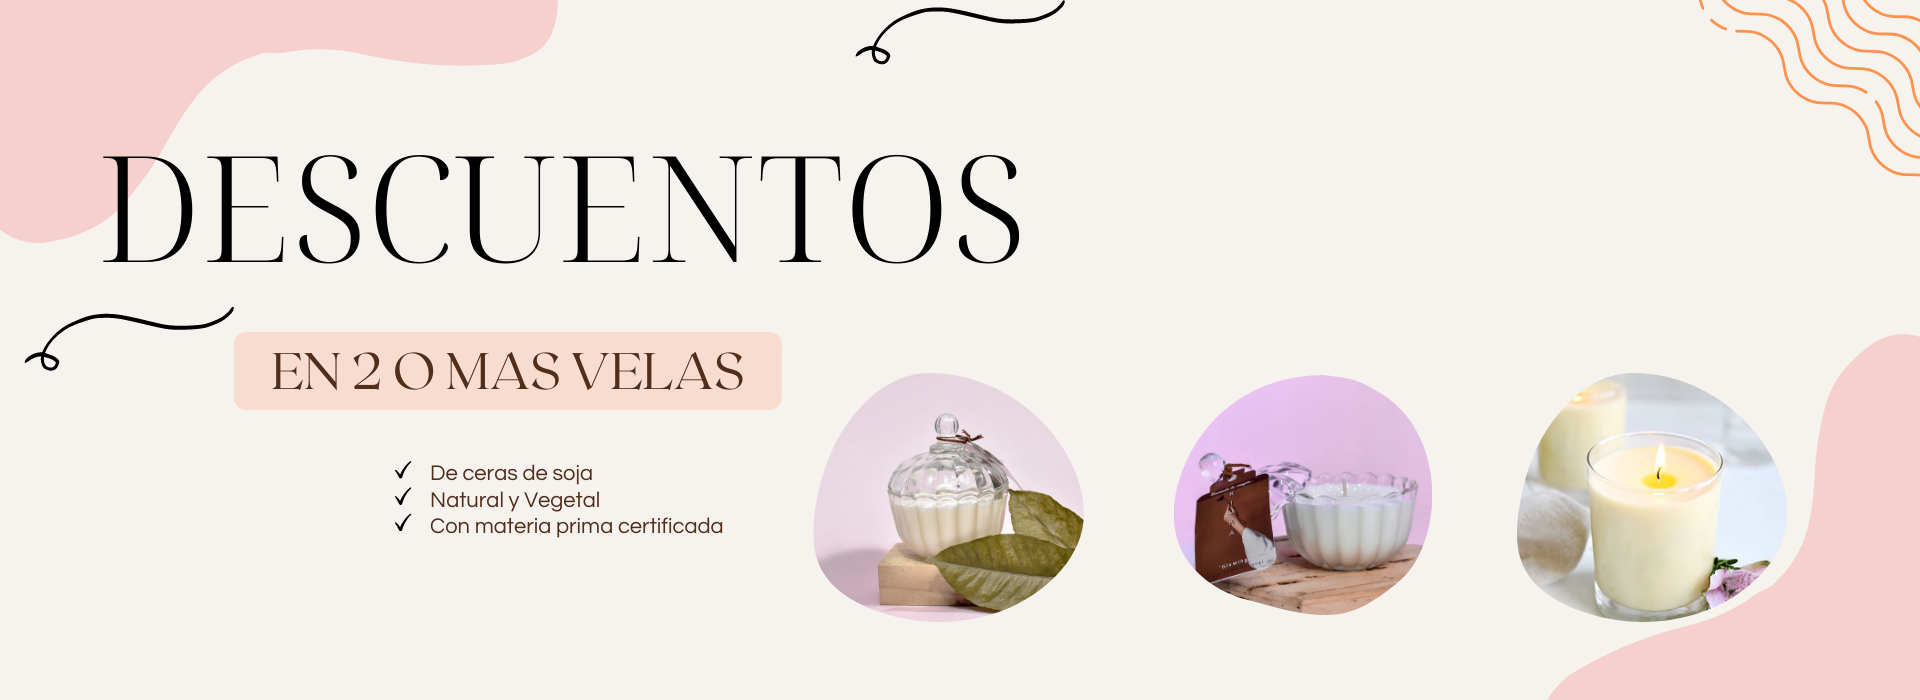 DESCUENTOS
EN 2 O MAS VELAS
De ceras de soja
Natural y Vegetal
Con materia prima certificada